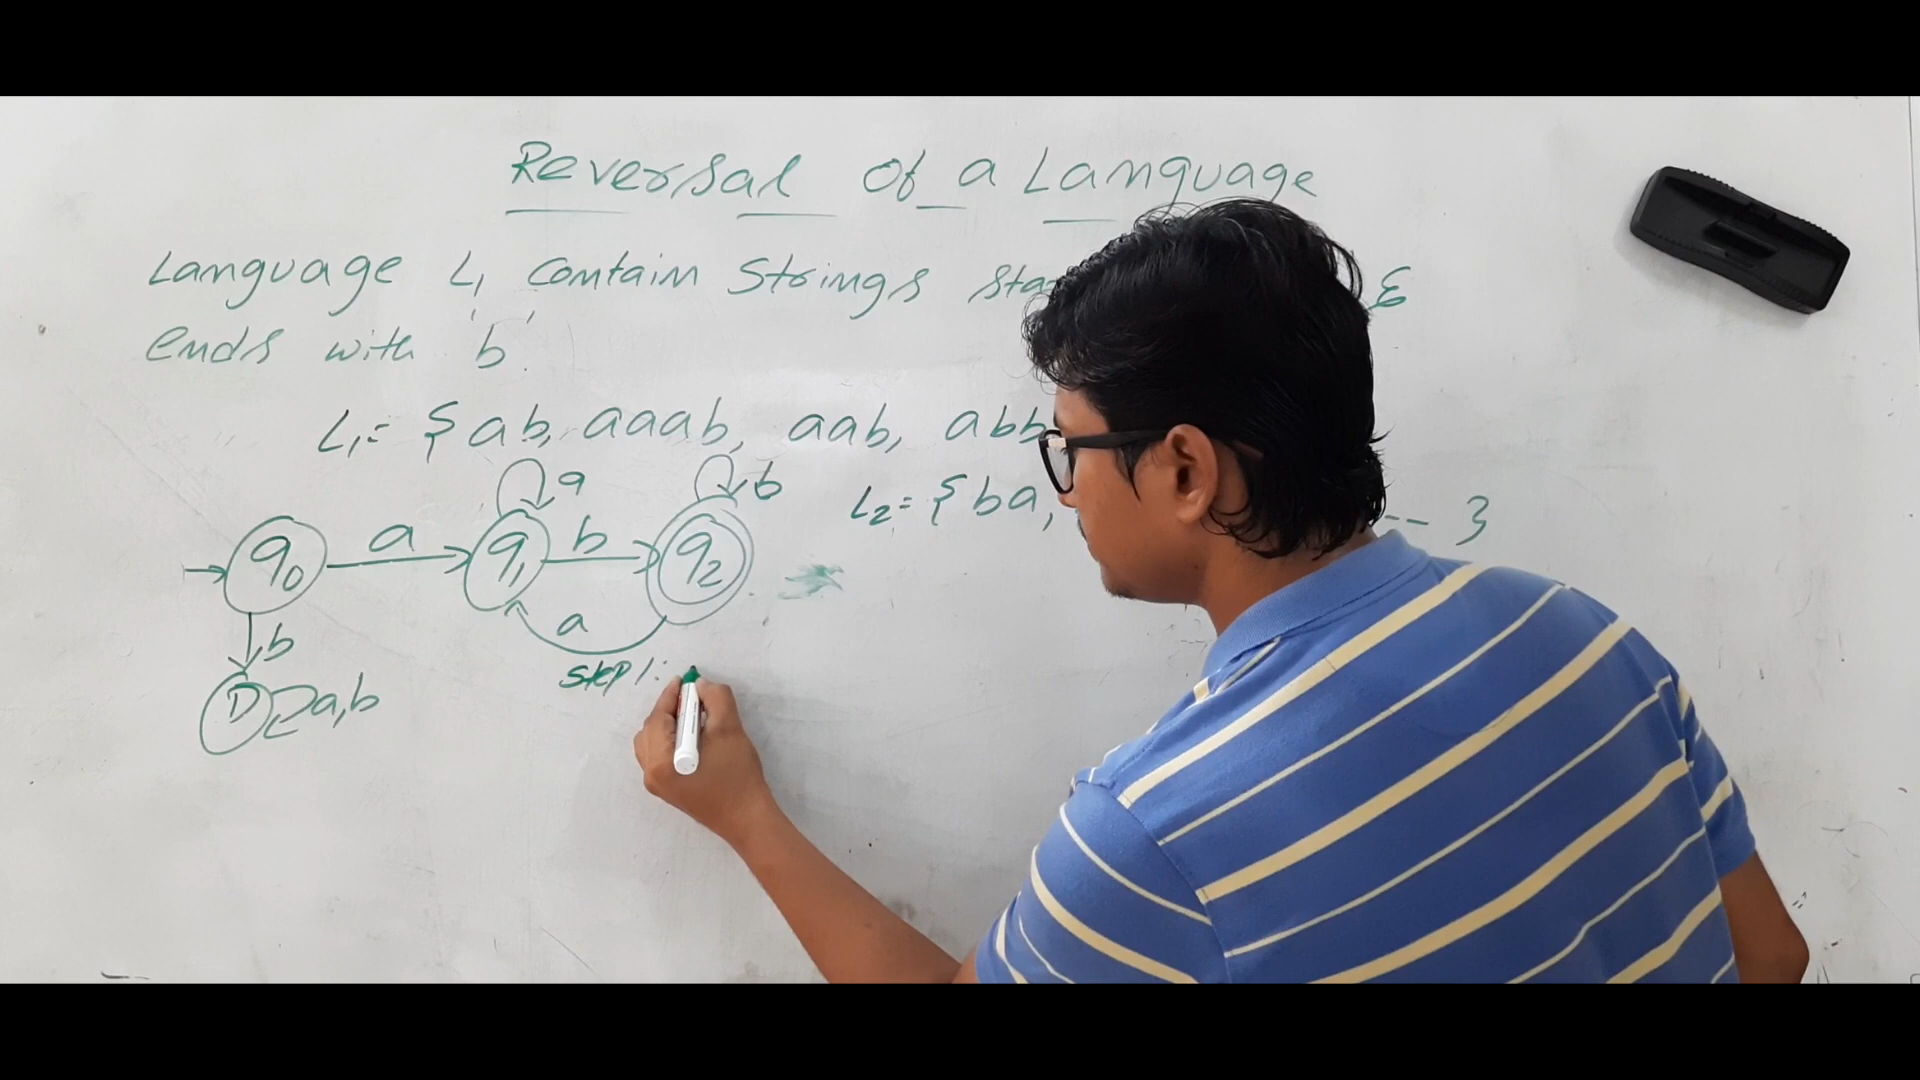 Reversal of a Language
Language L1 contain Strings &
ends with 'b'.
L1 = { ab, aaab, aab, abb
L2 = { ba, --- }
a
b
q0
a
q1
b
q2
a
b
D
a,b
step 1: